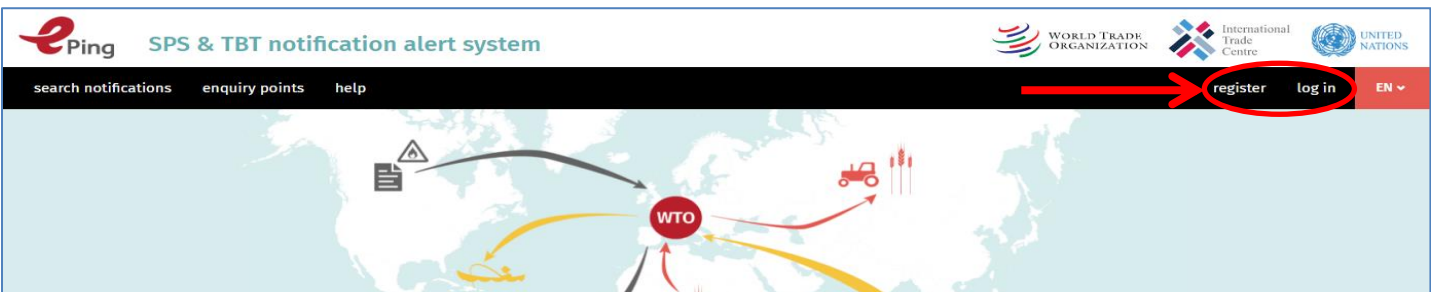 ePing SPS & TBT notification alert system
WORLD TRADE
ORGANIZATION
International
Trade
Centre
UNITED
NATIONS
search notifications enquiry points help register log in EN
WTO